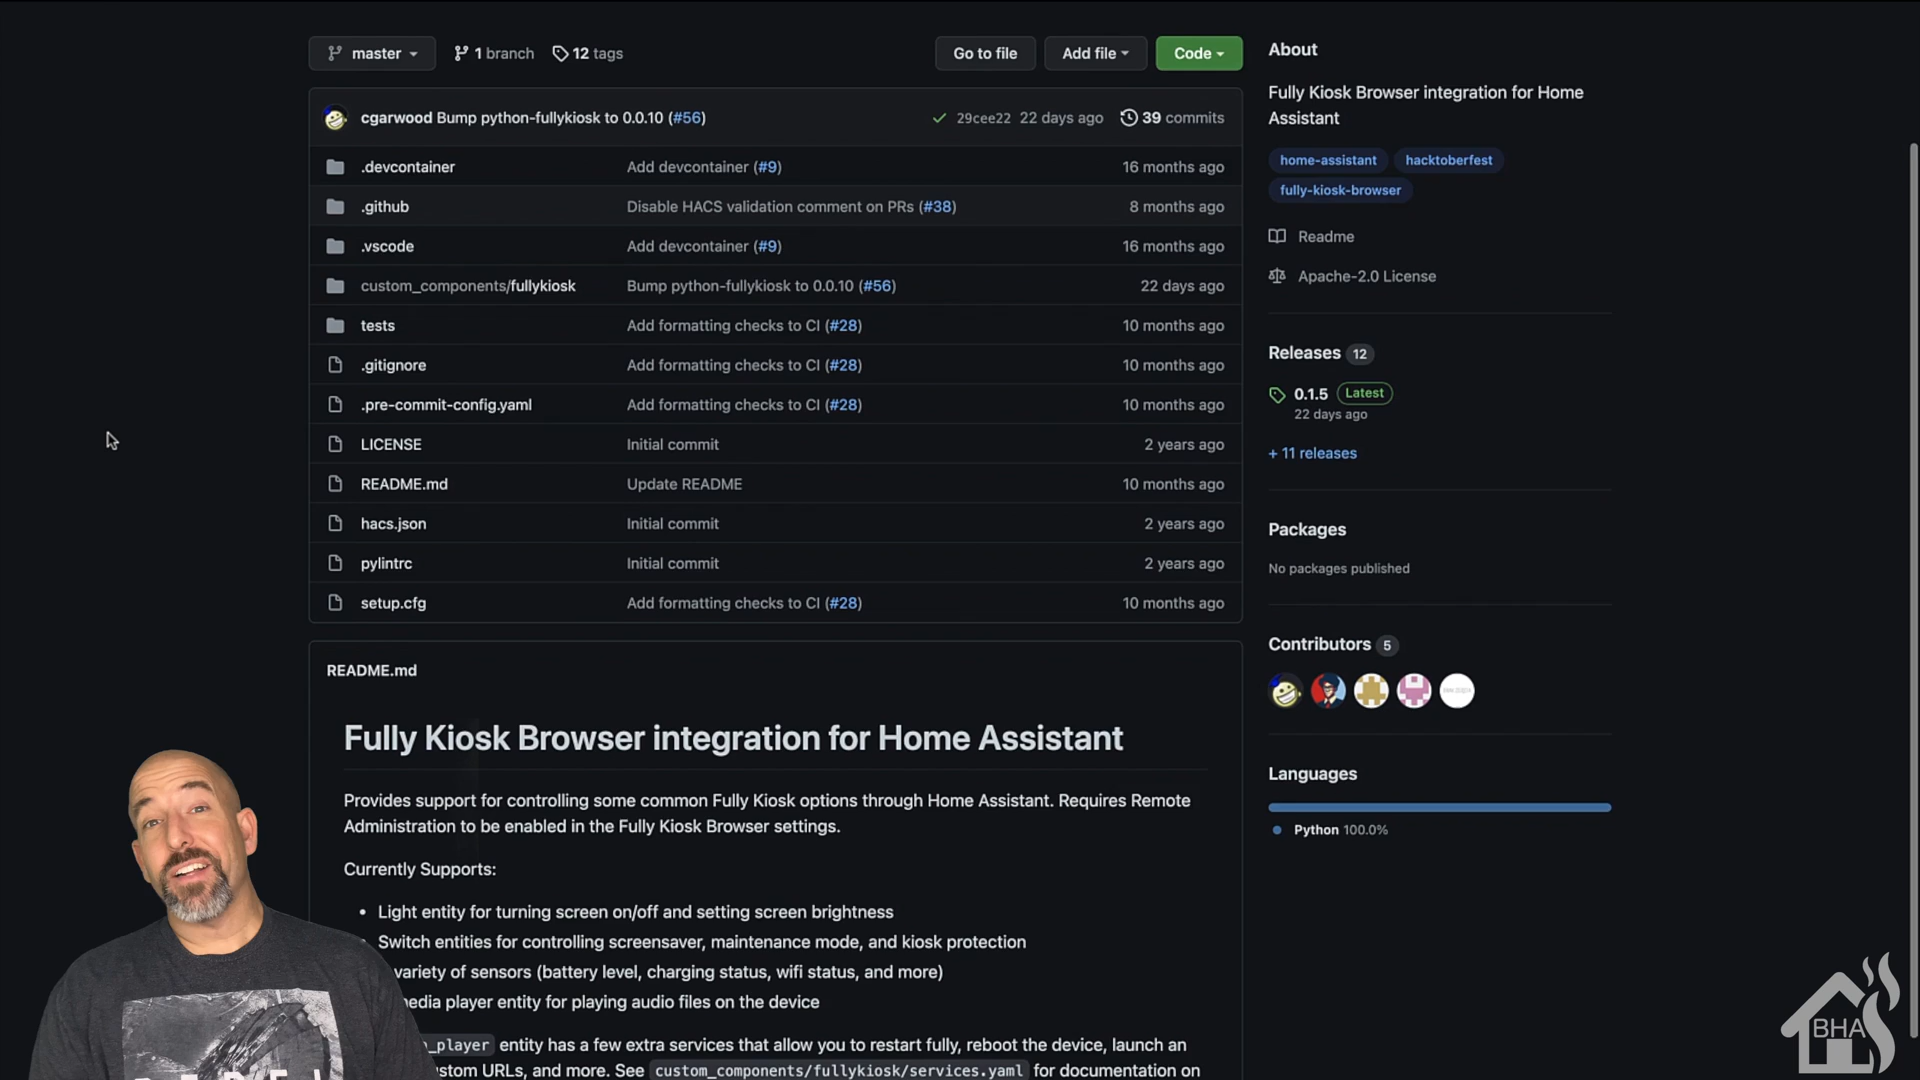 master
1 branch
12 tags
Go to file
Add file
Code
cgarwood Bump python-fullykiosk to 0.0.10 (#56)
29cee22 22 days ago
39 commits
.devcontainer
Add devcontainer (#9)
16 months ago
.github
Disable HACS validation comment on PRs (#38)
8 months ago
.vscode
Add devcontainer (#9)
16 months ago
custom_components/fullykiosk
Bump python-fullykiosk to 0.0.10 (#56)
22 days ago
tests
Add formatting checks to CI (#28)
10 months ago
.gitignore
Add formatting checks to CI (#28)
10 months ago
.pre-commit-config.yaml
Add formatting checks to CI (#28)
10 months ago
LICENSE
Initial commit
2 years ago
README.md
Update README
10 months ago
hacs.json
Initial commit
2 years ago
pylintrc
Initial commit
2 years ago
setup.cfg
Add formatting checks to CI (#28)
10 months ago
README.md
Fully Kiosk Browser integration for Home Assistant
Provides support for controlling some common Fully Kiosk options through Home Assistant. Requires Remote
Administration to be enabled in the Fully Kiosk Browser settings.
Currently Supports:
• Light entity for turning screen on/off and setting screen brightness
Switch entities for controlling screensaver, maintenance mode, and kiosk protection
variety of sensors (battery level, charging status, wifi status, and more)
media player entity for playing audio files on the device
_player entity has a few extra services that allow you to restart fully, reboot the device, launch an
URLs, and more. See custom_components/fullykiosk/services.yaml for documentation on
About
Fully Kiosk Browser integration for Home
Assistant
home-assistant
hacktoberfest
fully-kiosk-browser
Readme
Apache-2.0 License
Releases 12
0.1.5 Latest
22 days ago
+ 11 releases
Packages
No packages published
Contributors 5
Languages
Python 100.0%
BHA